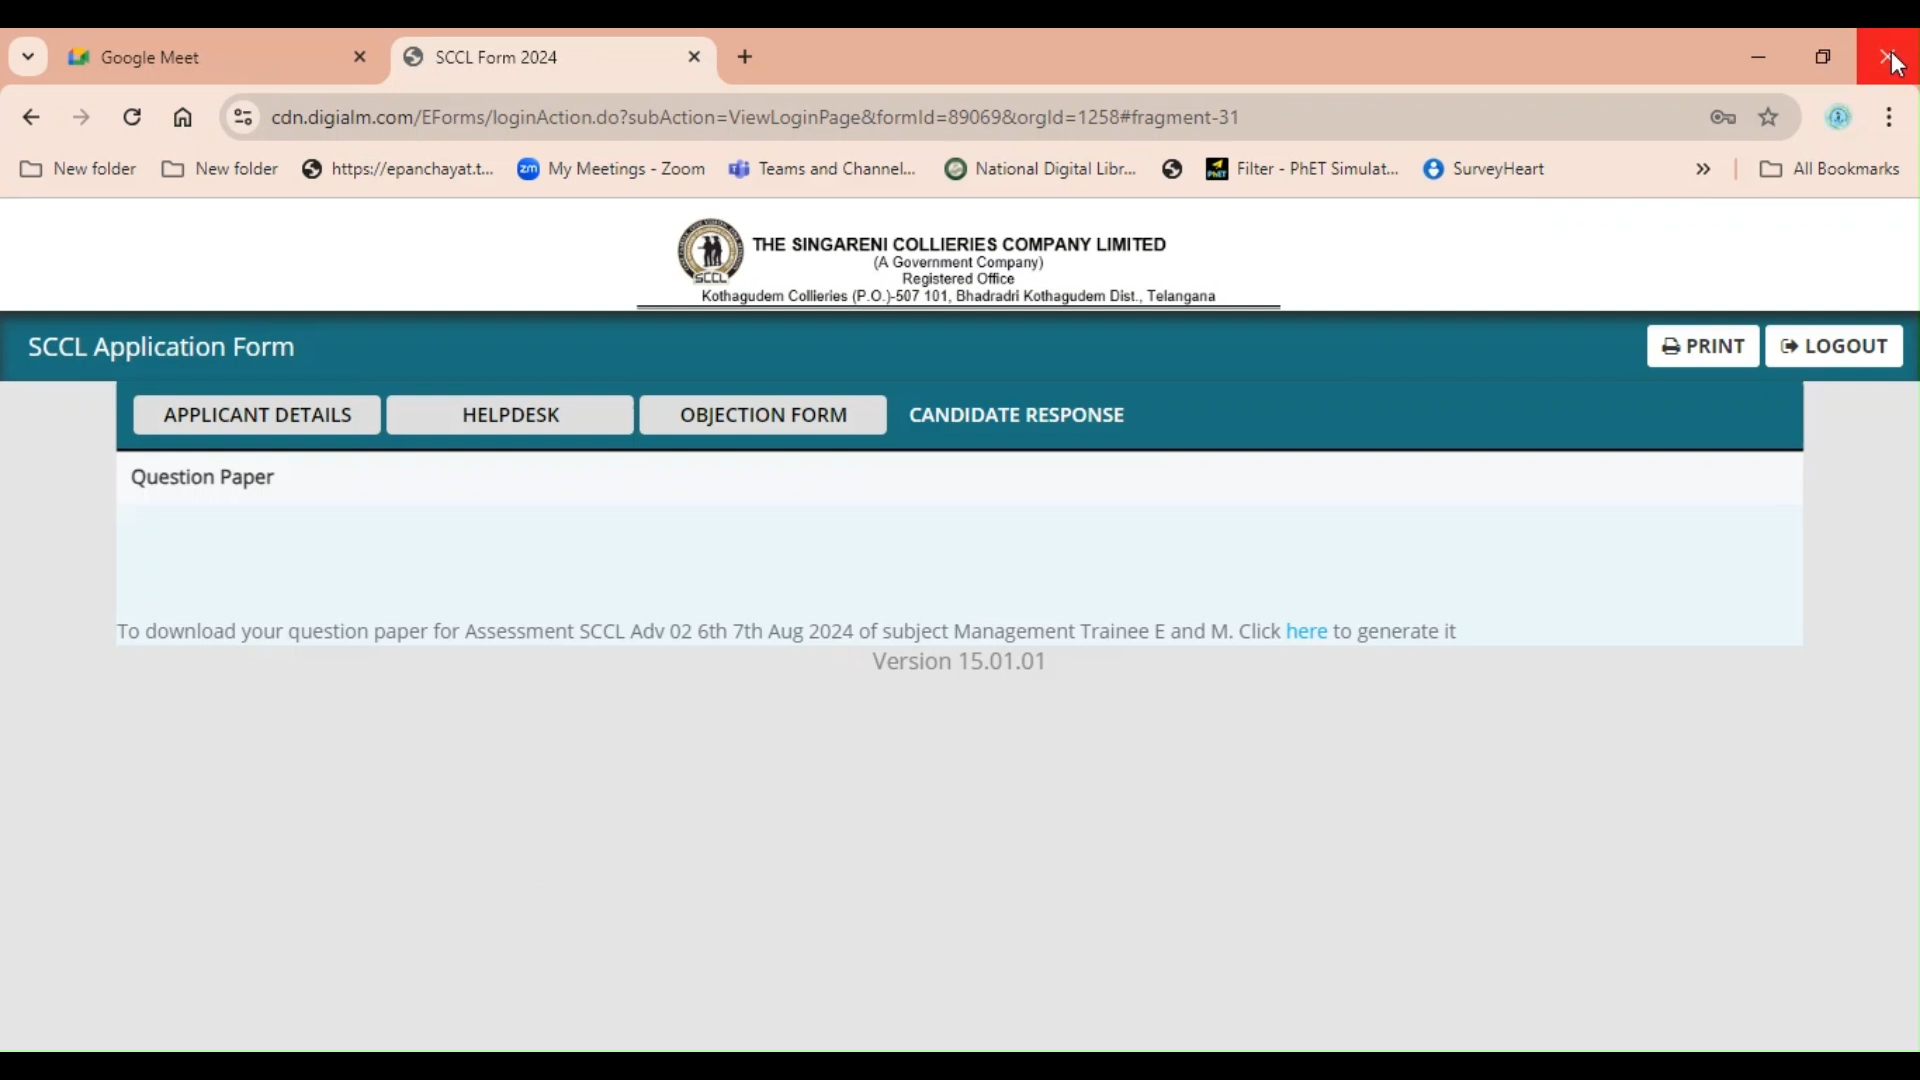 Google Meet
SCCL Form 2024
cdn.digialm.com/EForms/loginAction.do?subAction=ViewLoginPage&formId=89069&orgId=1258#fragment-31
New folder
New folder
https://epanchayat.t...
zm My Meetings - Zoom
Teams and Channel...
National Digital Libr...
PhET Filter - PhET Simulat...
SurveyHeart
All Bookmarks
SCCL
THE SINGARENI COLLIERIES COMPANY LIMITED
(A Government Company)
Registered Office
Kothagudem Collieries (P.O.)-507 101, Bhadradri Kothagudem Dist., Telangana
SCCL Application Form
PRINT
LOGOUT
APPLICANT DETAILS
HELPDESK
OBJECTION FORM
CANDIDATE RESPONSE
Question Paper
To download your question paper for Assessment SCCL Adv 02 6th 7th Aug 2024 of subject Management Trainee E and M. Click here to generate it
Version 15.01.01